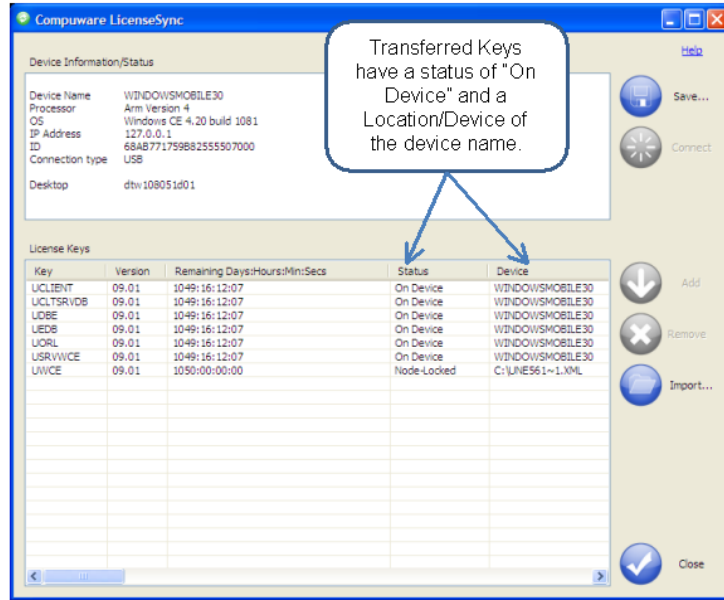 Compuware LicenseSync
Help
Transferred Keys
have a status of "On
Device" and a
Location/Device of
the device name.
Device Information/Status
Device Name WINDOWSMOBILE30
Processor Arm Version 4
OS Windows CE 4.20 build 1081
IP Address 127.0.0.1
ID 68AB771759B82555507000
Connection type USB
Desktop dtw108051d01
Save...
Connect
License Keys
Key Version Remaining Days:Hours:Min:Secs Status Device
UCLIENT 09.01 1049:16:12:07 On Device WINDOWSMOBILE30
UCLTSRVDB 09.01 1049:16:12:07 On Device WINDOWSMOBILE30
UDBE 09.01 1049:16:12:07 On Device WINDOWSMOBILE30
UEDB 09.01 1049:16:12:07 On Device WINDOWSMOBILE30
UORL 09.01 1049:16:12:07 On Device WINDOWSMOBILE30
USRVWCE 09.01 1049:16:12:07 On Device WINDOWSMOBILE30
UWCE 09.01 1050:00:00:00 Node-Locked C:\UNE561~1.XML
Add
Remove
Import...
Close